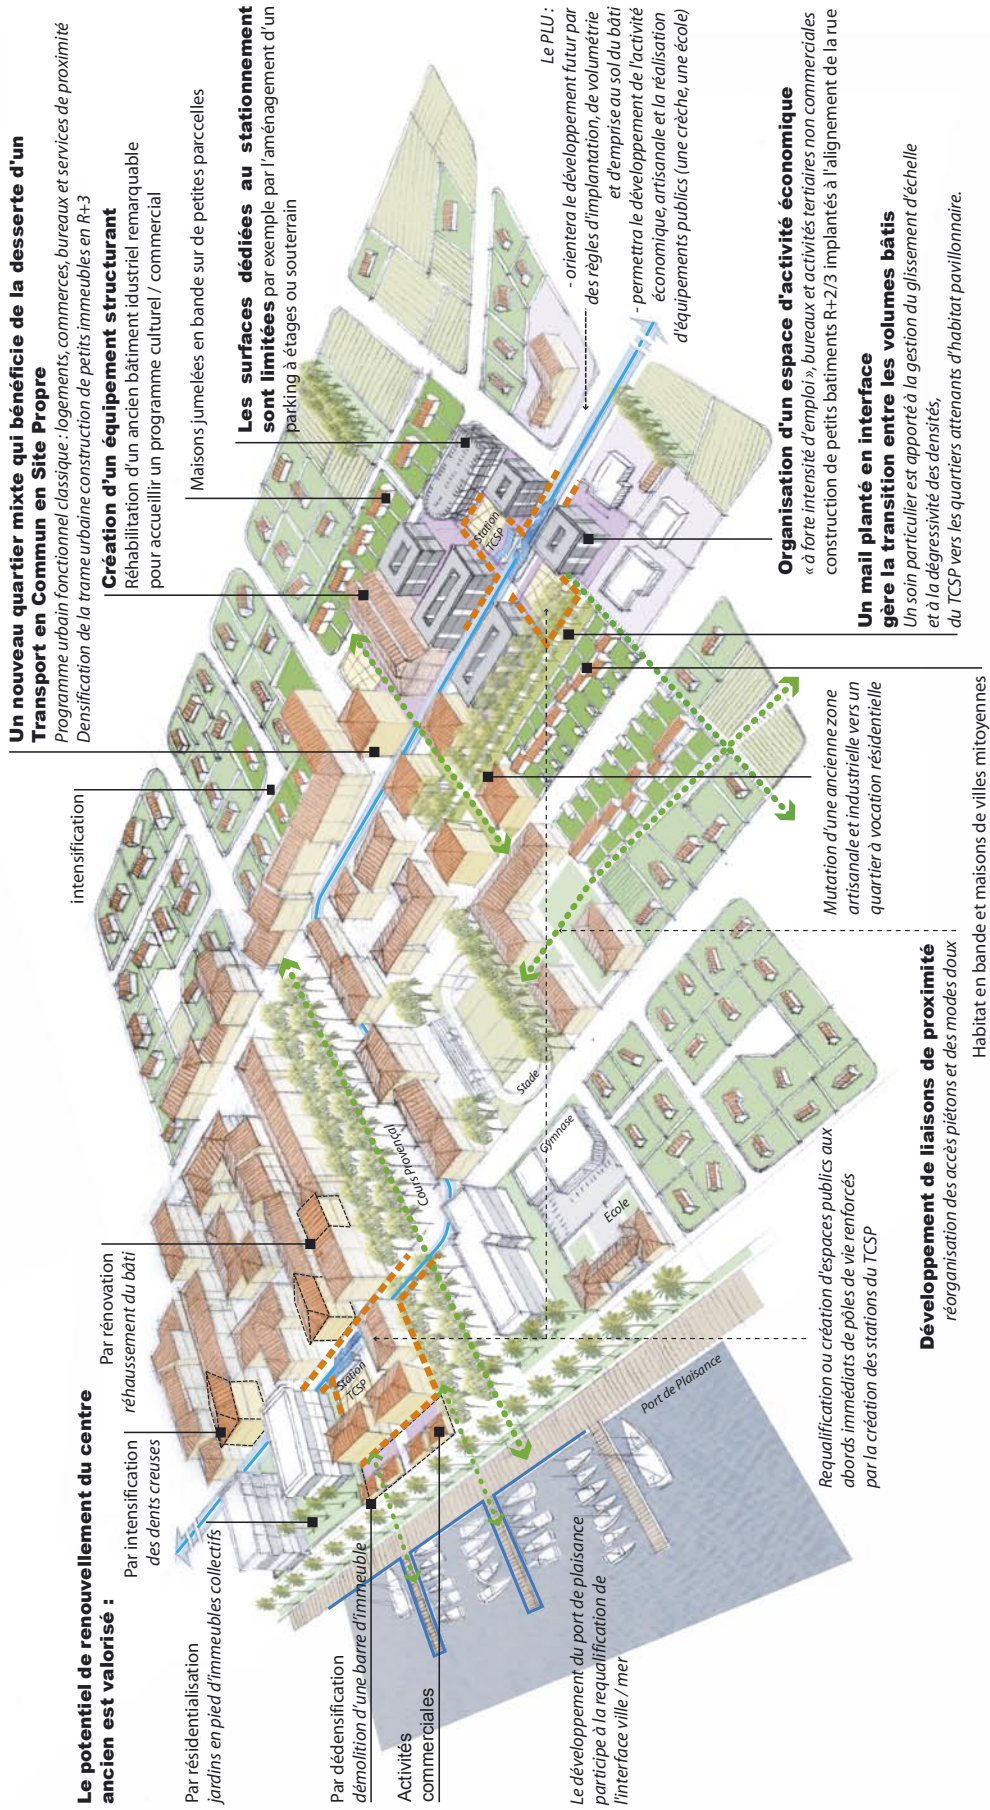 Un nouveau quartier mixte qui bénéficie de la desserte d'un
Transport en Commun en Site Propre
Programme urbain fonctionnel classique : logements, commerces, bureaux et services de proximité
Densification de la trame urbaine construction de petits immeubles en R+3
Création d'un équipement structurant
Réhabilitation d'un ancien bâtiment idustriel remarquable
pour accueillir un programme culturel / commercial
Maisons jumelées en bande sur de petites parccelles
Les surfaces dédiées au stationnement
sont limitées par exemple par l'aménagement d'un
parking à étages ou souterrain
intensification
Le potentiel de renouvellement du centre
ancien est valorisé :
Par intensification
des dents creuses
Par rénovation
réhaussement du bâti
Par résidentialisation
jardins en pied d'immeubles collectifs
Par dédensification
démolition d'une barre d'immeuble
Activités
commerciales
Le développement du port de plaisance
participe à la requalification de
l'interface ville / mer
Station
TCSP
Cours Provençal
Port de Plaisance
Ecole
Gymnase
Stade
Station
TCSP
Le PLU :
- orientera le développement futur par
des règles d'implantation, de volumétrie
et d'emprise au sol du bâti
- permettra le développement de l'activité
économique, artisanale et la réalisation
d'équipements publics (une crèche, une école)
Organisation d'un espace d'activité économique
« à forte intensité d'emploi », bureaux et activités tertiaires non commerciales
construction de petits batiments R+2/3 implantés à l'alignement de la rue
Un mail planté en interface
gère la transition entre les volumes bâtis
Un soin particulier est apporté à la gestion du glissement d'échelle
et à la dégressivité des densités,
du TCSP vers les quartiers attenants d'habitat pavillonnaire.
Mutation d'une ancienne zone
artisanale et industrielle vers un
quartier à vocation résidentielle
Habitat en bande et maisons de villes mitoyennes
Développement de liaisons de proximité
réorganisation des accès piétons et des modes doux
Requalification ou création d'espaces publics aux
abords immédiats de pôles de vie renforcés
par la création des stations du TCSP